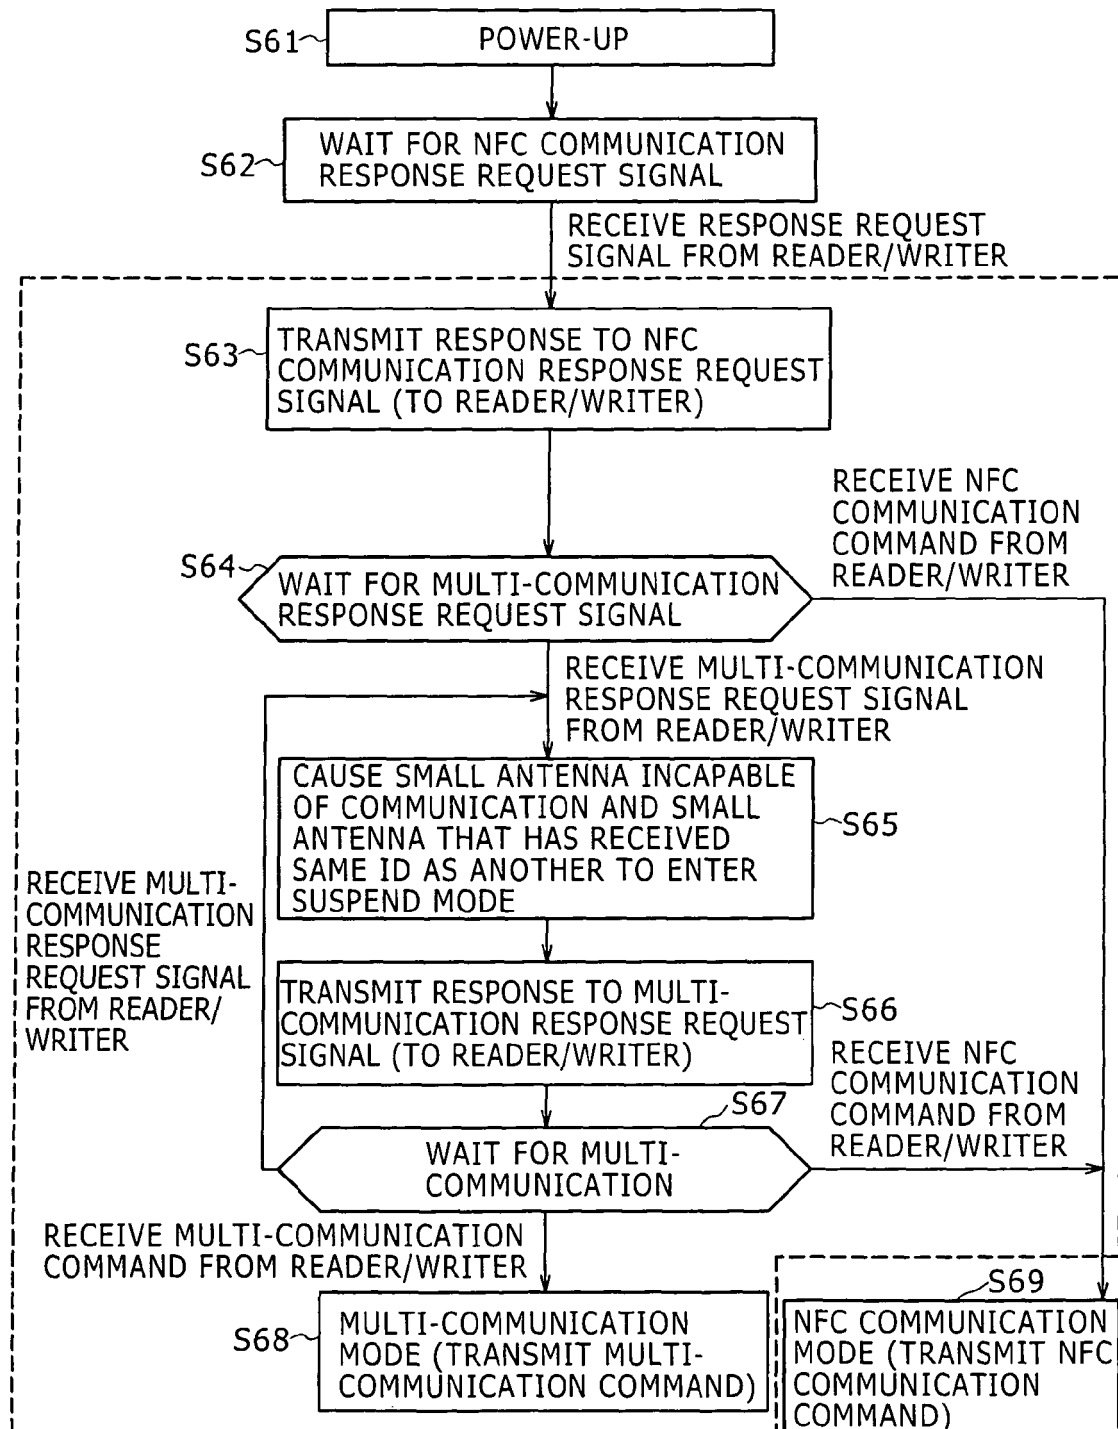 S61
POWER-UP
S62
WAIT FOR NFC COMMUNICATION
RESPONSE REQUEST SIGNAL
RECEIVE RESPONSE REQUEST
SIGNAL FROM READER/WRITER
S63
TRANSMIT RESPONSE TO NFC
COMMUNICATION RESPONSE REQUEST
SIGNAL (TO READER/WRITER)
RECEIVE NFC
COMMUNICATION
COMMAND FROM
READER/WRITER
S64
WAIT FOR MULTI-COMMUNICATION
RESPONSE REQUEST SIGNAL
RECEIVE MULTI-COMMUNICATION
RESPONSE REQUEST SIGNAL
FROM READER/WRITER
CAUSE SMALL ANTENNA INCAPABLE
OF COMMUNICATION AND SMALL
ANTENNA THAT HAS RECEIVED
SAME ID AS ANOTHER TO ENTER
SUSPEND MODE
S65
RECEIVE MULTI-
COMMUNICATION
RESPONSE
REQUEST SIGNAL
FROM READER/
WRITER
TRANSMIT RESPONSE TO MULTI-
COMMUNICATION RESPONSE REQUEST
SIGNAL (TO READER/WRITER)
S66
RECEIVE NFC
COMMUNICATION
COMMAND FROM
READER/WRITER
S67
WAIT FOR MULTI-
COMMUNICATION
RECEIVE MULTI-COMMUNICATION
COMMAND FROM READER/WRITER
S68
MULTI-COMMUNICATION
MODE (TRANSMIT MULTI-
COMMUNICATION COMMAND)
S69
NFC COMMUNICATION
MODE (TRANSMIT NFC
COMMUNICATION
COMMAND)